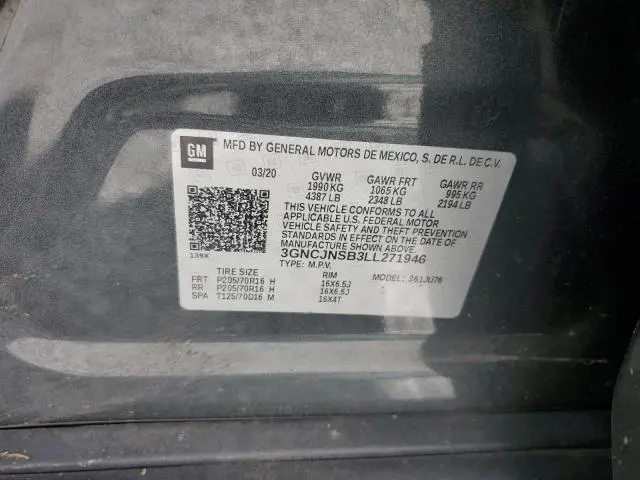 GM
MFD BY GENERAL MOTORS DE MEXICO, S. DE R.L. DE C.V.
03/20 GVWR GAWR FRT GAWR RR
1990 KG 1065 KG 995 KG
4387 LB 2348 LB 2194 LB
THIS VEHICLE CONFORMS TO ALL
APPLICABLE U.S. FEDERAL MOTOR
VEHICLE SAFETY AND THEFT PREVENTION
STANDARDS IN EFFECT ON THE DATE OF
MANUFACTURE SHOWN ABOVE.
139X 3GNCJNSB3LL271946
TYPE: M.P.V. MODEL: 361JU76
TIRE SIZE RIM
FRT P205/70R16 H 16X6.5J
RR P205/70R16 H 16X6.5J
SPA T125/70D16 M 16X4T